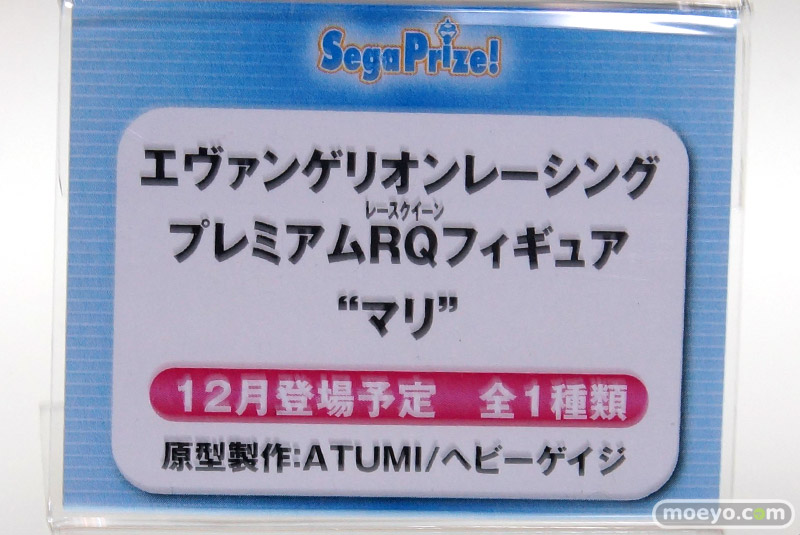 SegaPrize!
エヴァンゲリオンレーシング
レースクイーン
プレミアムRQフィギュア
“マリ”
12月登場予定　全1種類
原型製作:ATUMI/ヘビーゲイジ
moeyo.com